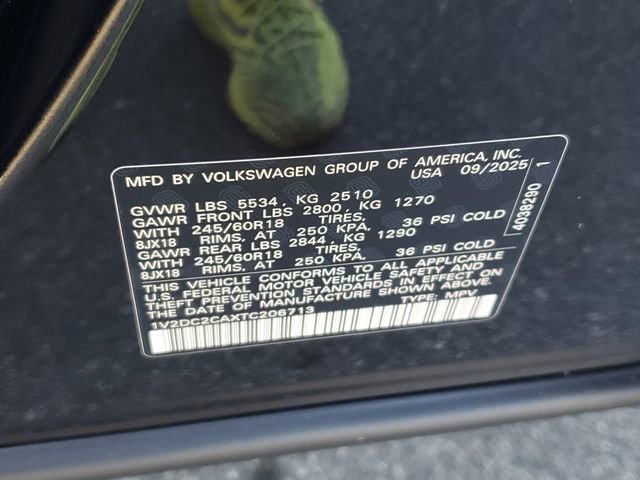 MFD BY VOLKSWAGEN GROUP OF AMERICA, INC.
USA 09/2025
GVWR LBS 5534, KG 2510
GAWR FRONT LBS 2800, KG 1270
WITH 245/60R18 TIRES, 36 PSI COLD
8JX18 RIMS, AT 250 KPA,
GAWR REAR LBS 2844, KG 1290
WITH 245/60R18 TIRES, 36 PSI COLD
8JX18 RIMS, AT 250 KPA,
THIS VEHICLE CONFORMS TO ALL APPLICABLE
U.S. FEDERAL MOTOR VEHICLE SAFETY AND
THEFT PREVENTION STANDARDS IN EFFECT ON
THE DATE OF MANUFACTURE SHOWN ABOVE.
1V2DC2CAXTC206713 TYPE: MPV
4038290 1